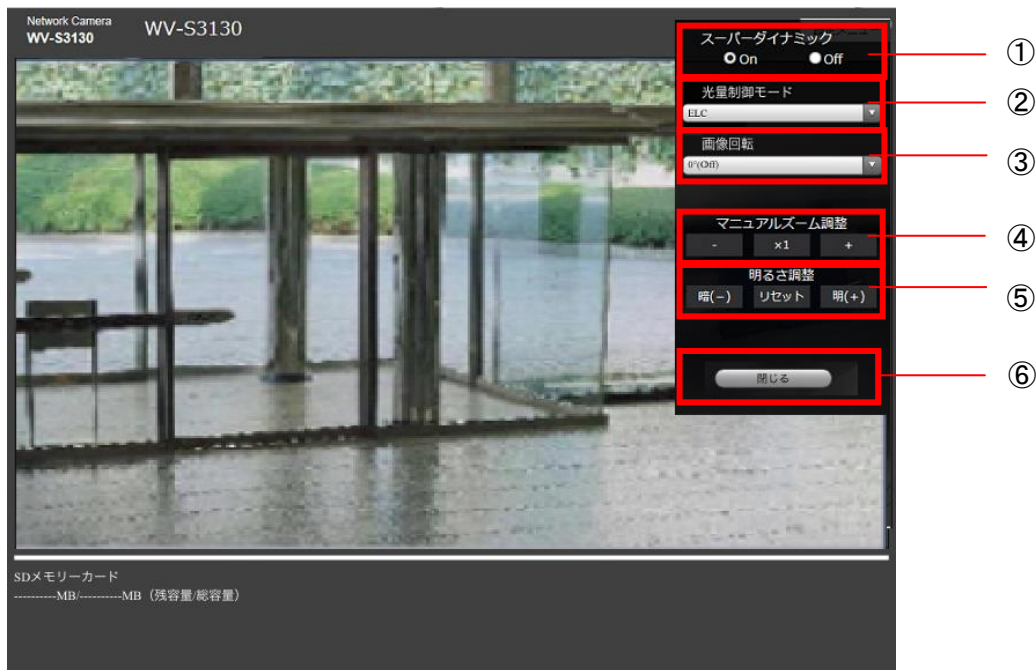 Network Camera
WV-S3130
WV-S3130
スーパーダイナミック
On Off
①
光量制御モード
ELC
②
画像回転
0°(Off)
③
マニュアルズーム調整
- ×1 +
④
明るさ調整
暗(-) リセット 明(+)
⑤
閉じる
⑥
SDメモリーカード
----------MB/----------MB（残容量/総容量）